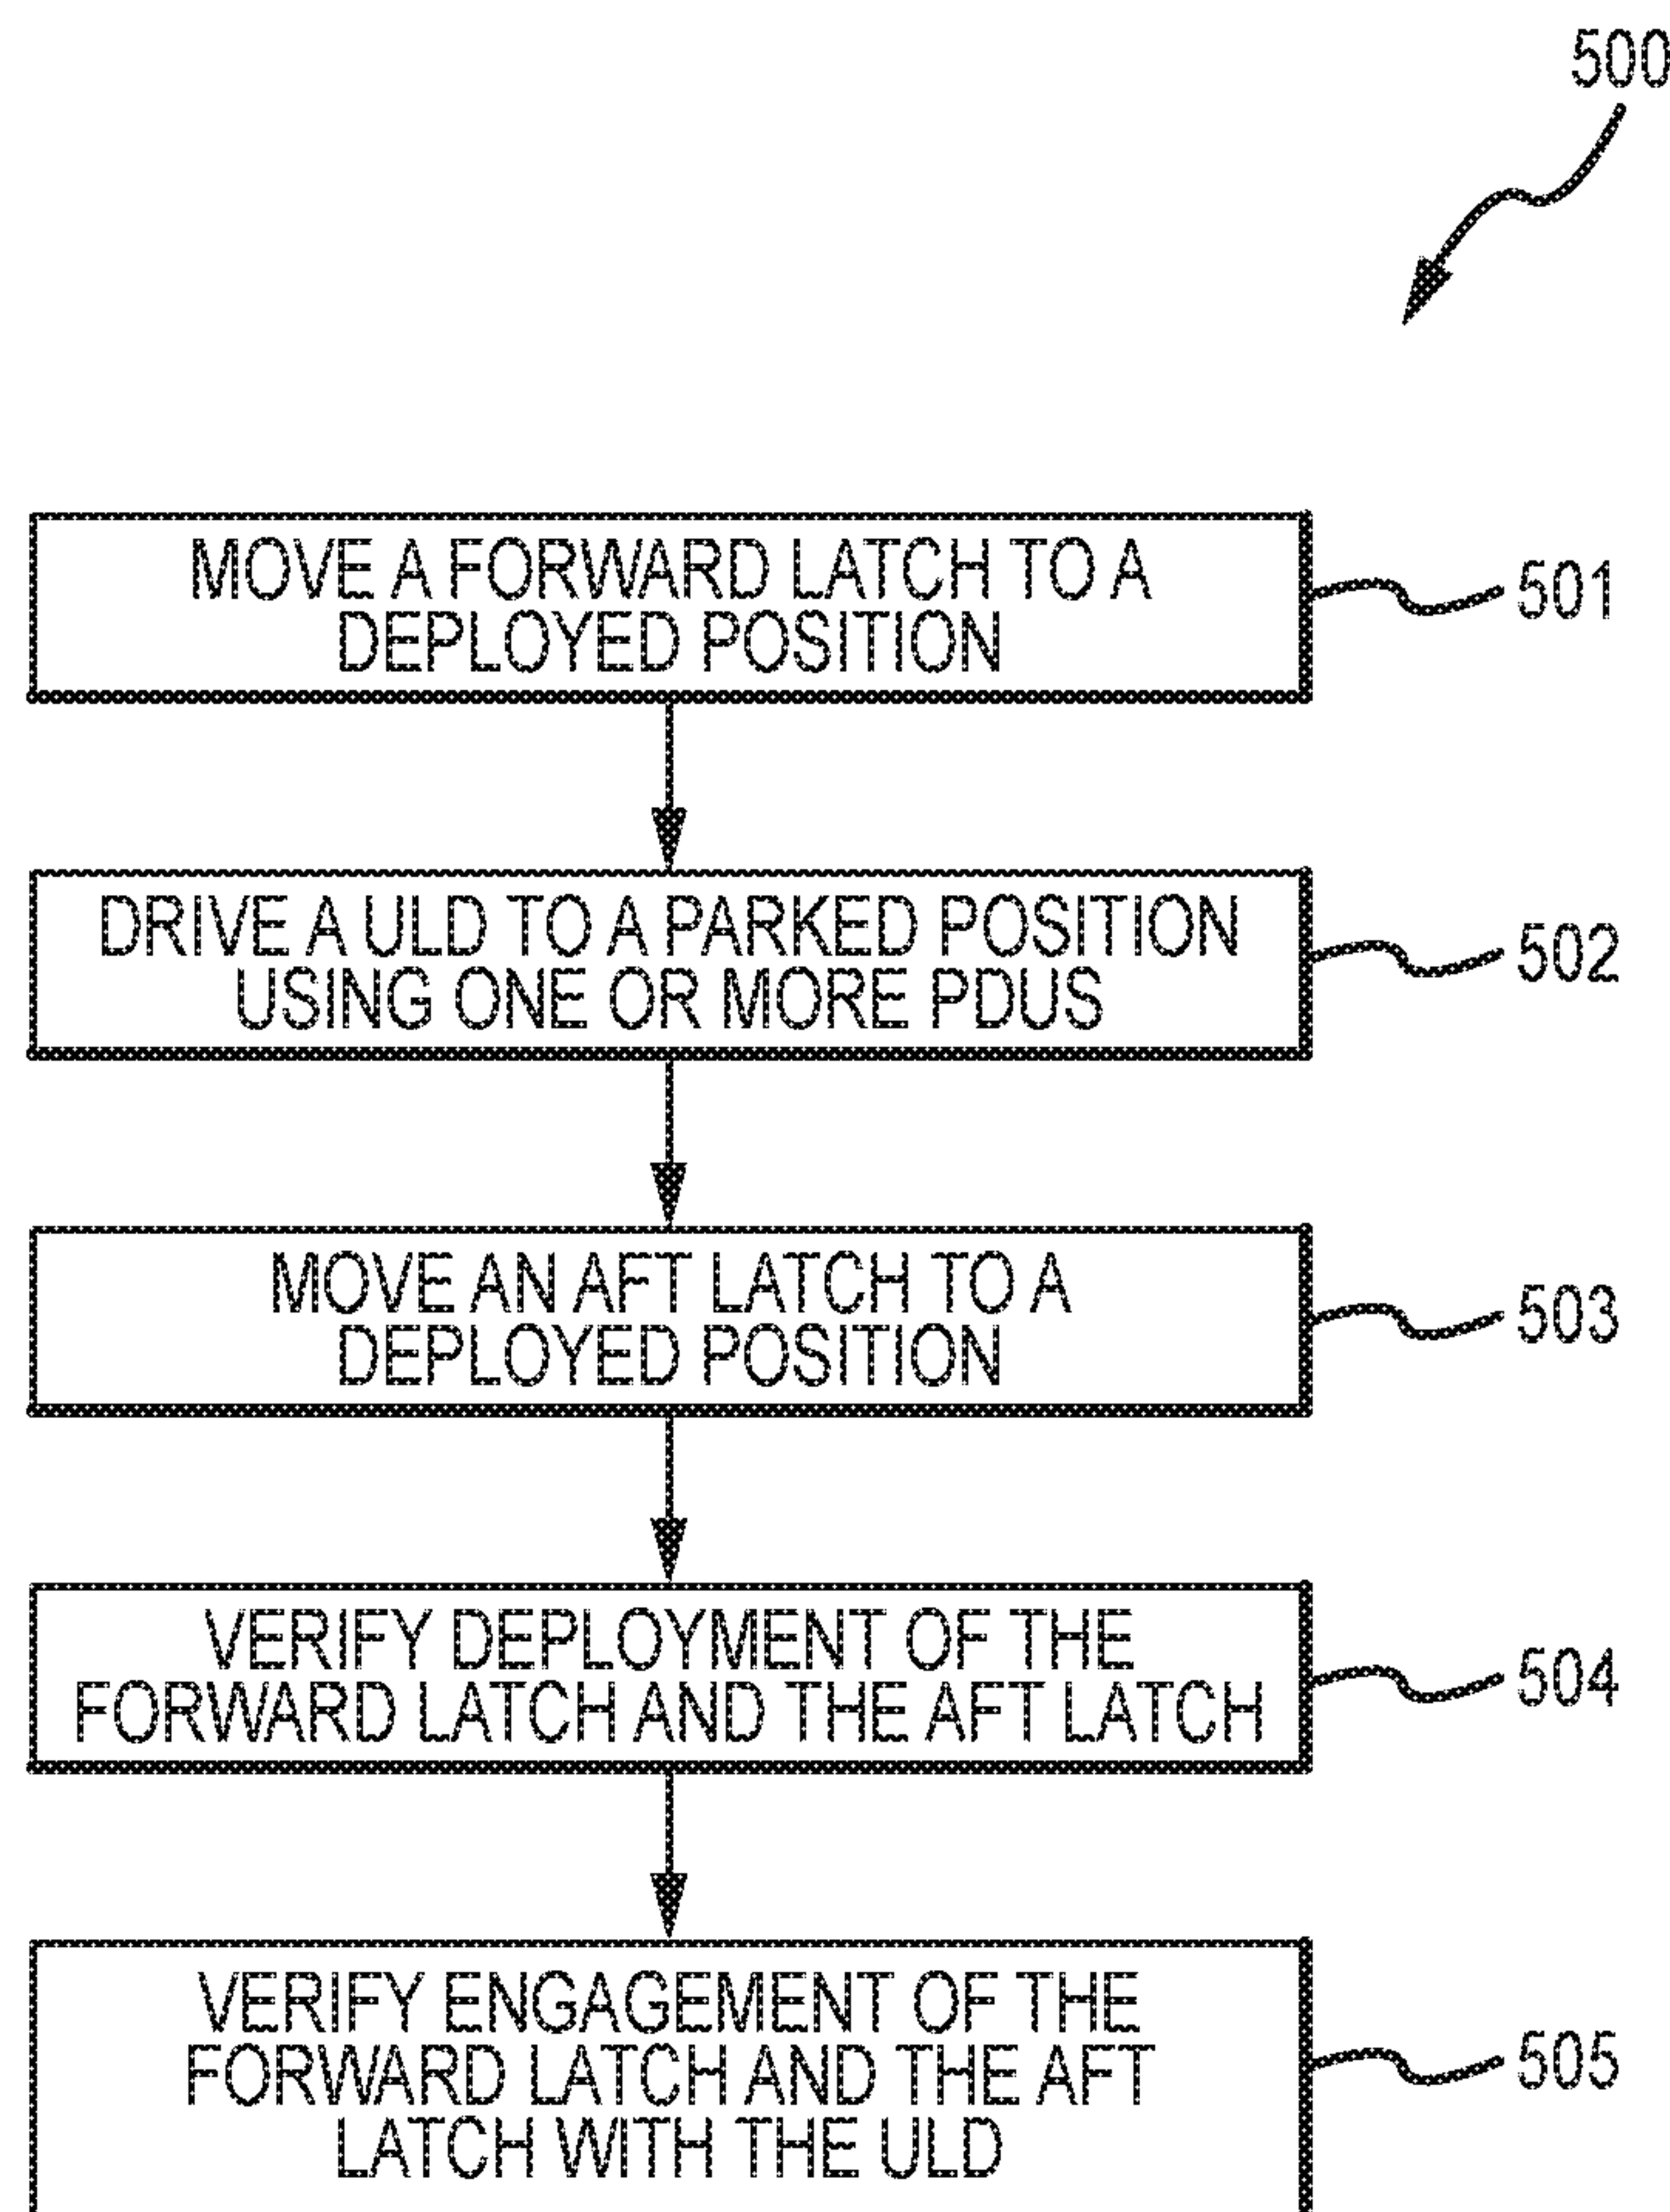 500
MOVE A FORWARD LATCH TO A
DEPLOYED POSITION
501
DRIVE A ULD TO A PARKED POSITION
USING ONE OR MORE PDUS
502
MOVE AN AFT LATCH TO A
DEPLOYED POSITION
503
VERIFY DEPLOYMENT OF THE
FORWARD LATCH AND THE AFT LATCH
504
VERIFY ENGAGEMENT OF THE
FORWARD LATCH AND THE AFT
LATCH WITH THE ULD
505